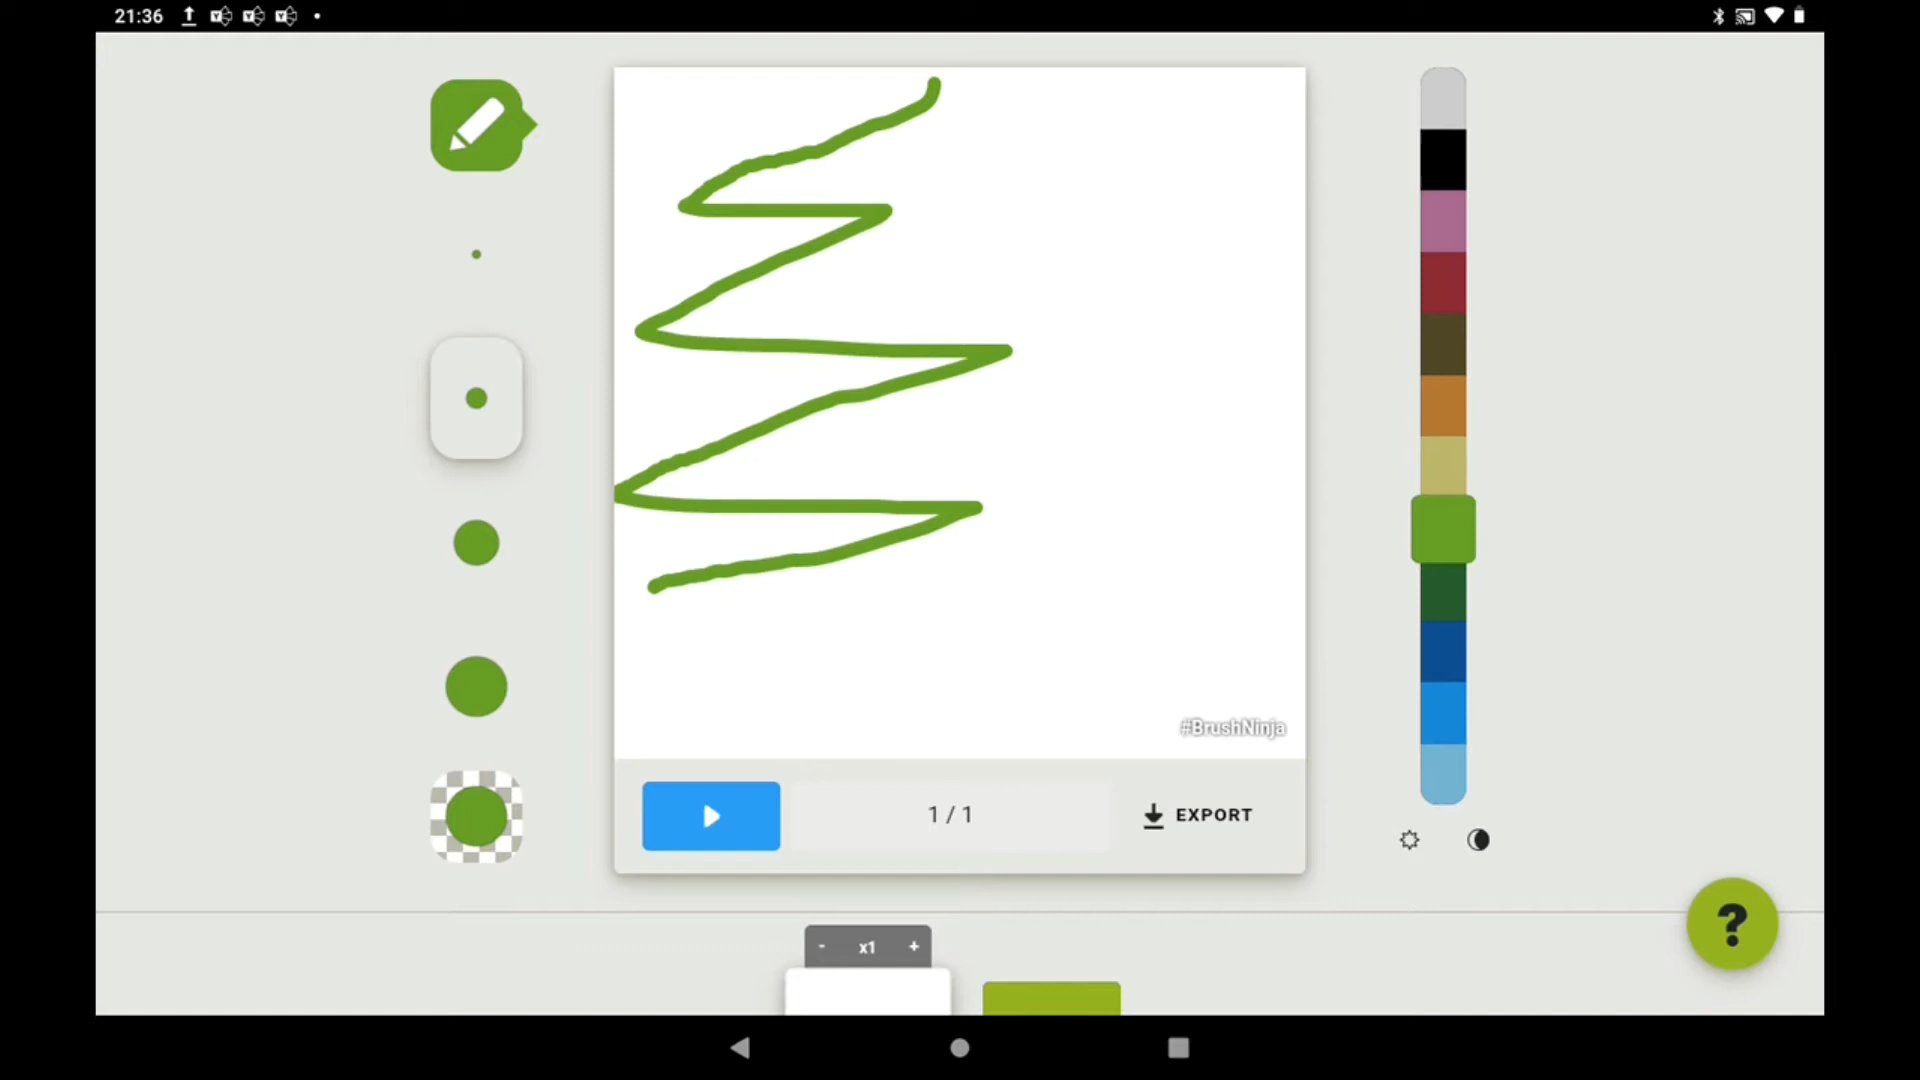 21:36
#BrushNinja
1 / 1
EXPORT
- x1 +
?